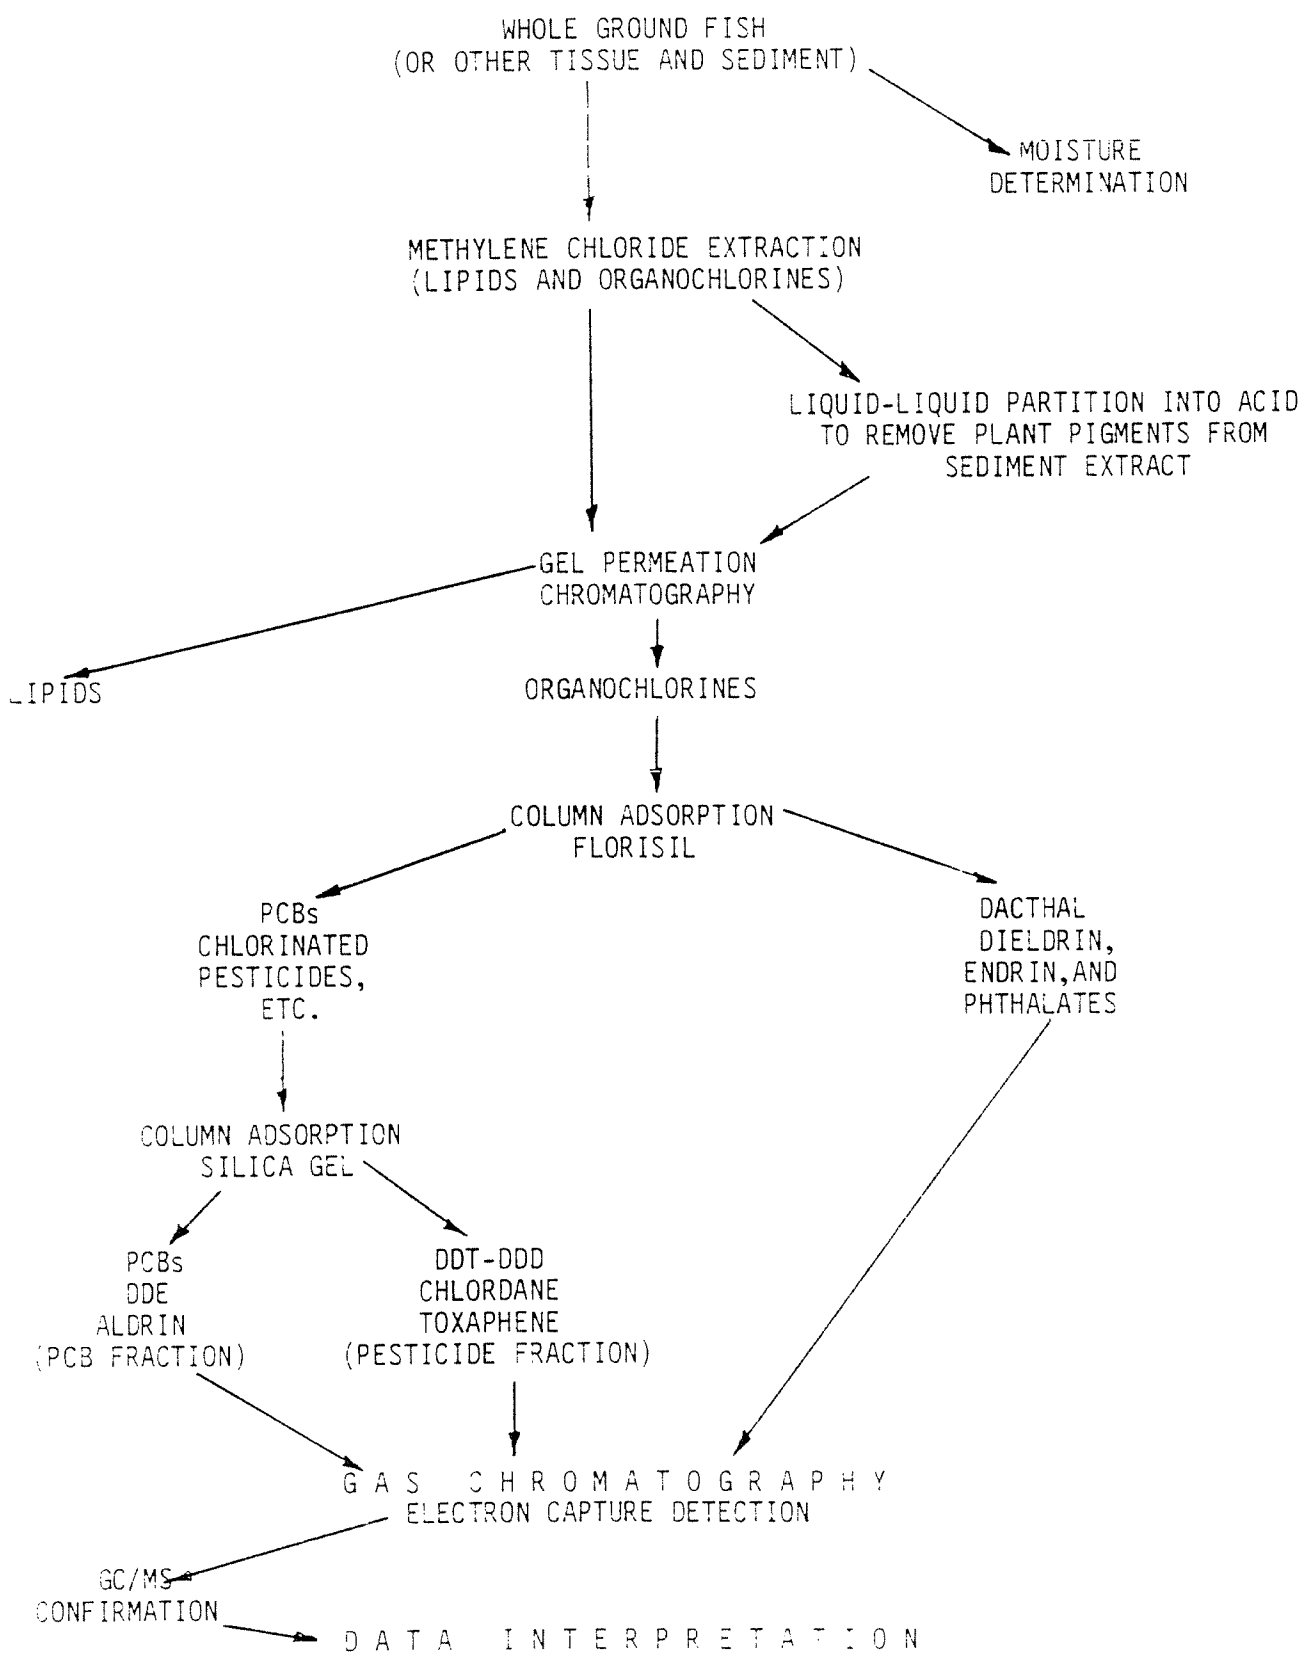 WHOLE GROUND FISH
(OR OTHER TISSUE AND SEDIMENT)
MOISTURE
DETERMINATION
METHYLENE CHLORIDE EXTRACTION
(LIPIDS AND ORGANOCHLORINES)
LIQUID-LIQUID PARTITION INTO ACID
TO REMOVE PLANT PIGMENTS FROM
SEDIMENT EXTRACT
GEL PERMEATION
CHROMATOGRAPHY
LIPIDS
ORGANOCHLORINES
COLUMN ADSORPTION
FLORISIL
PCBs
CHLORINATED
PESTICIDES,
ETC.
DACTHAL
DIELDRIN,
ENDRIN,AND
PHTHALATES
COLUMN ADSORPTION
SILICA GEL
PCBs
DDE
ALDRIN
(PCB FRACTION)
DDT-DDD
CHLORDANE
TOXAPHENE
(PESTICIDE FRACTION)
GAS CHROMATOGRAPHY
ELECTRON CAPTURE DETECTION
GC/MS
CONFIRMATION
DATA INTERPRETATION